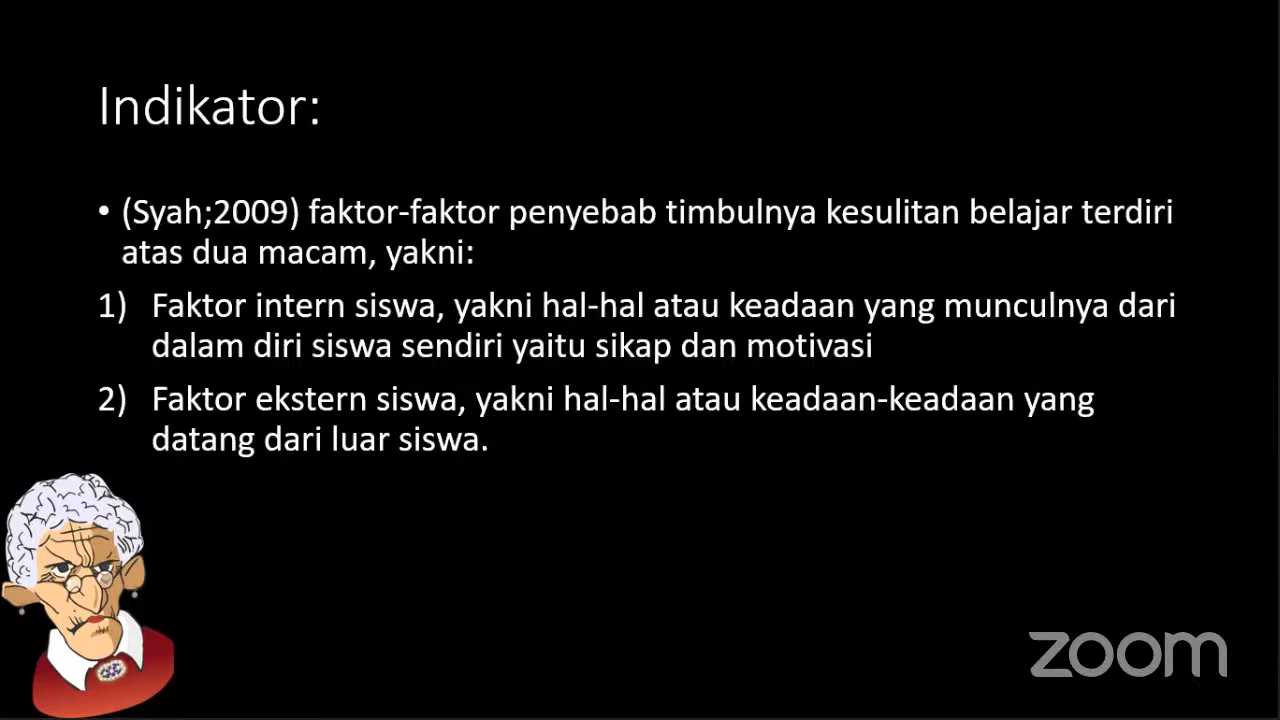 Indikator:
• (Syah;2009) faktor-faktor penyebab timbulnya kesulitan belajar terdiri
atas dua macam, yakni:
1) Faktor intern siswa, yakni hal-hal atau keadaan yang munculnya dari
dalam diri siswa sendiri yaitu sikap dan motivasi
2) Faktor ekstern siswa, yakni hal-hal atau keadaan-keadaan yang
datang dari luar siswa.
zoom